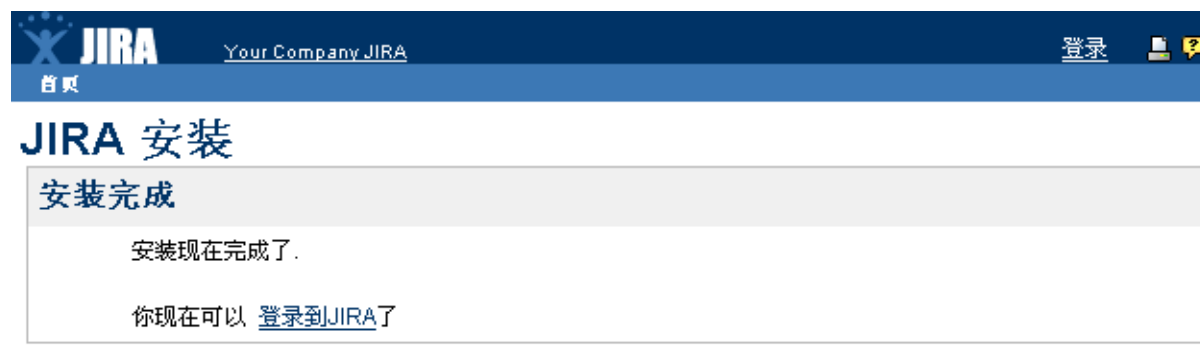 JIRA Your Company JIRA 登录
首页
JIRA 安装
安装完成
安装现在完成了.
你现在可以 登录到JIRA了